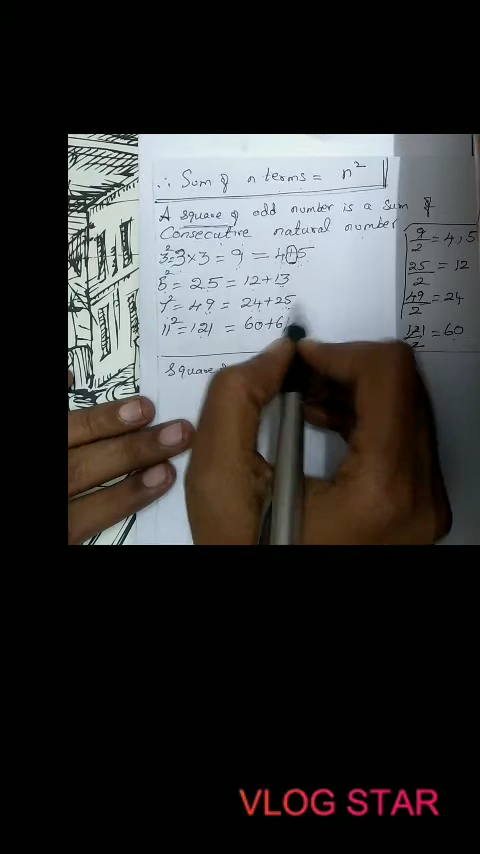 ∴ Sum of n terms = n²
A square of odd number is a sum of
Consecutive natural number
3²=3×3 = 9 = 4+5
5² = 25 = 12+13
7² = 49 = 24+25
11² = 121 = 60+6
Square
9/2 = 4,5
25/2 = 12
49/2 = 24
121/2 = 60
VLOG STAR